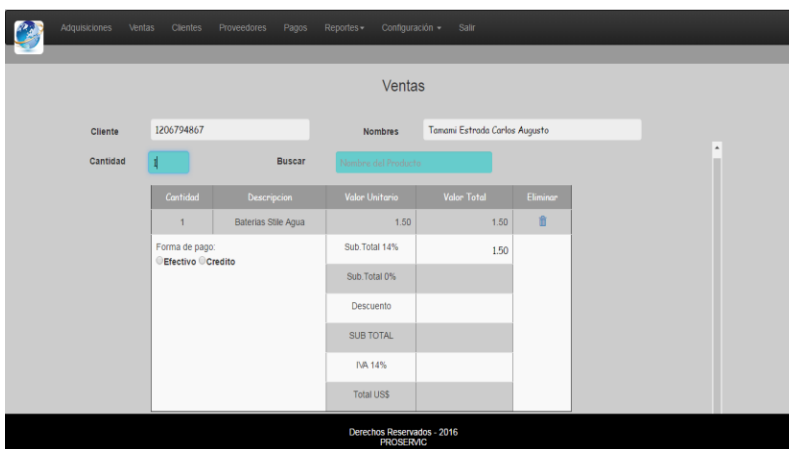 Adquisiciones Ventas Clientes Proveedores Pagos Reportes Configuración Salir
Ventas
Cliente 1206794867 Nombres Tamami Estrada Carlos Augusto
Cantidad 1 Buscar Nombre del Producto
Cantidad Descripcion Valor Unitario Valor Total Eliminar
1 Baterias Stile Agua 1.50 1.50
Forma de pago: Sub.Total 14% 1.50
Efectivo Credito
Sub.Total 0%
Descuento
SUB TOTAL
IVA 14%
Total US$
Derechos Reservados - 2016
PROSERVIC